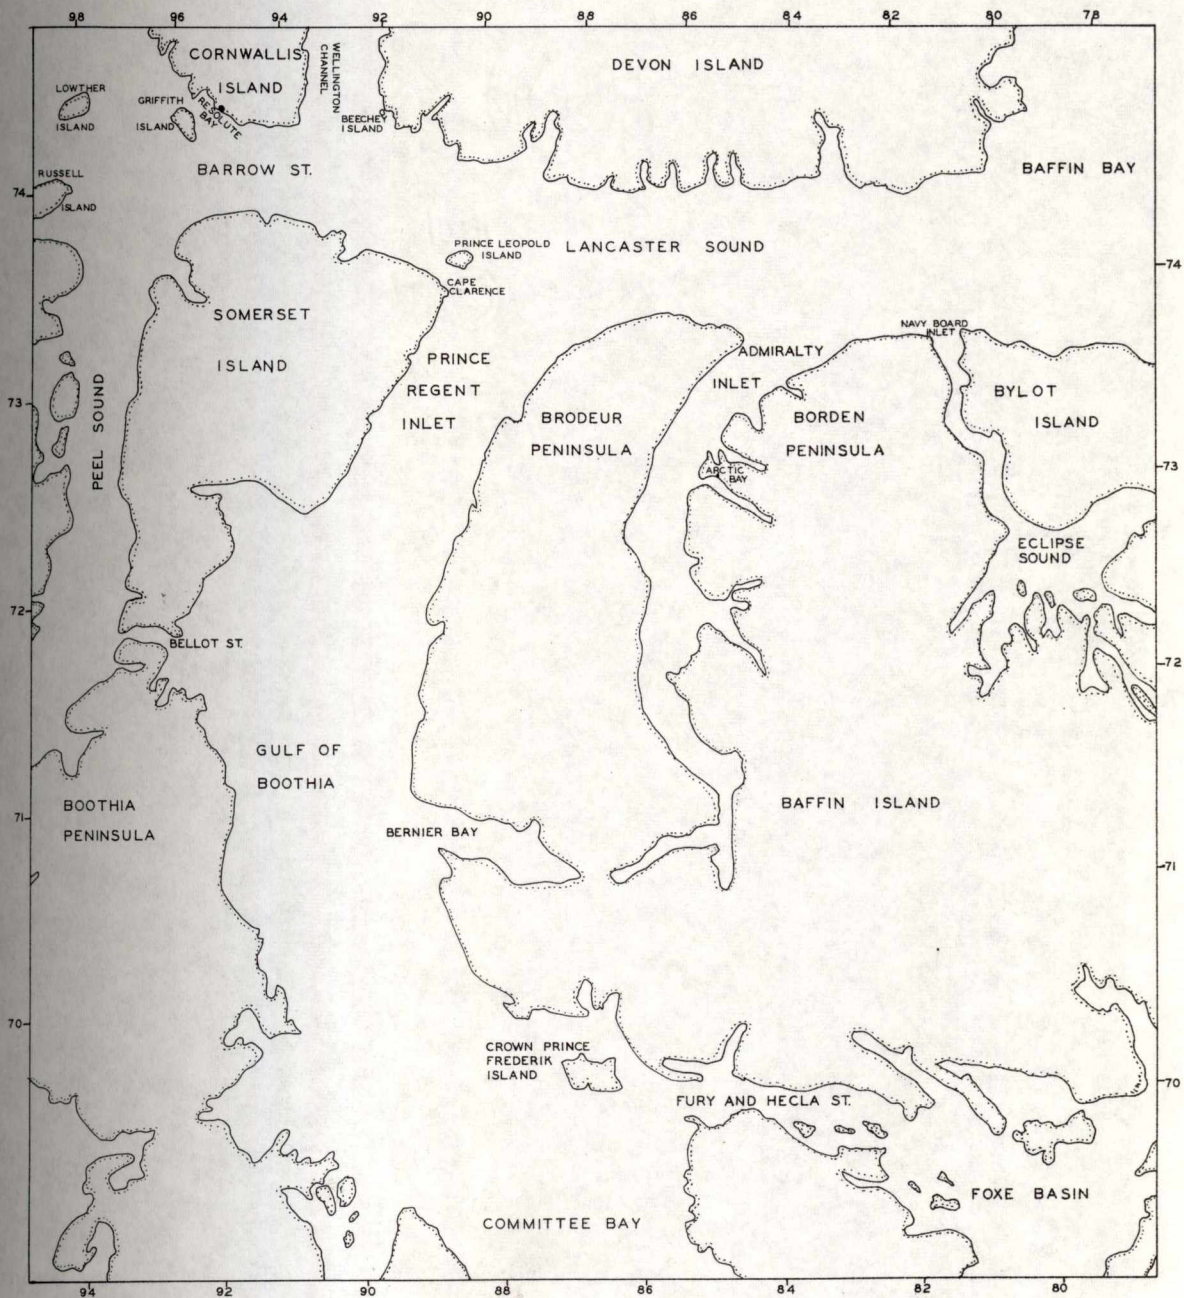 98 96 94 92 90 88 86 84 82 80 78
CORNWALLIS
ISLAND
WELLINGTON
CHANNEL
DEVON ISLAND
LOWTHER
ISLAND
GRIFFITH
ISLAND
RESOLUTE
BAY
BEECHEY
ISLAND
BARROW ST.
BAFFIN BAY
RUSSELL
ISLAND
74
PRINCE LEOPOLD
ISLAND
LANCASTER SOUND
74
CAPE
CLARENCE
SOMERSET
ISLAND
PRINCE
REGENT
INLET
ADMIRALTY
INLET
NAVY BOARD
INLET
BYLOT
ISLAND
73
PEEL SOUND
BRODEUR
PENINSULA
BORDEN
PENINSULA
ARCTIC
BAY
73
ECLIPSE
SOUND
72
BELLOT ST.
72
GULF OF
BOOTHIA
BOOTHIA
PENINSULA
BAFFIN ISLAND
71
BERNIER BAY
71
70
CROWN PRINCE
FREDERIK
ISLAND
FURY AND HECLA ST.
70
COMMITTEE BAY
FOXE BASIN
94 92 90 88 86 84 82 80